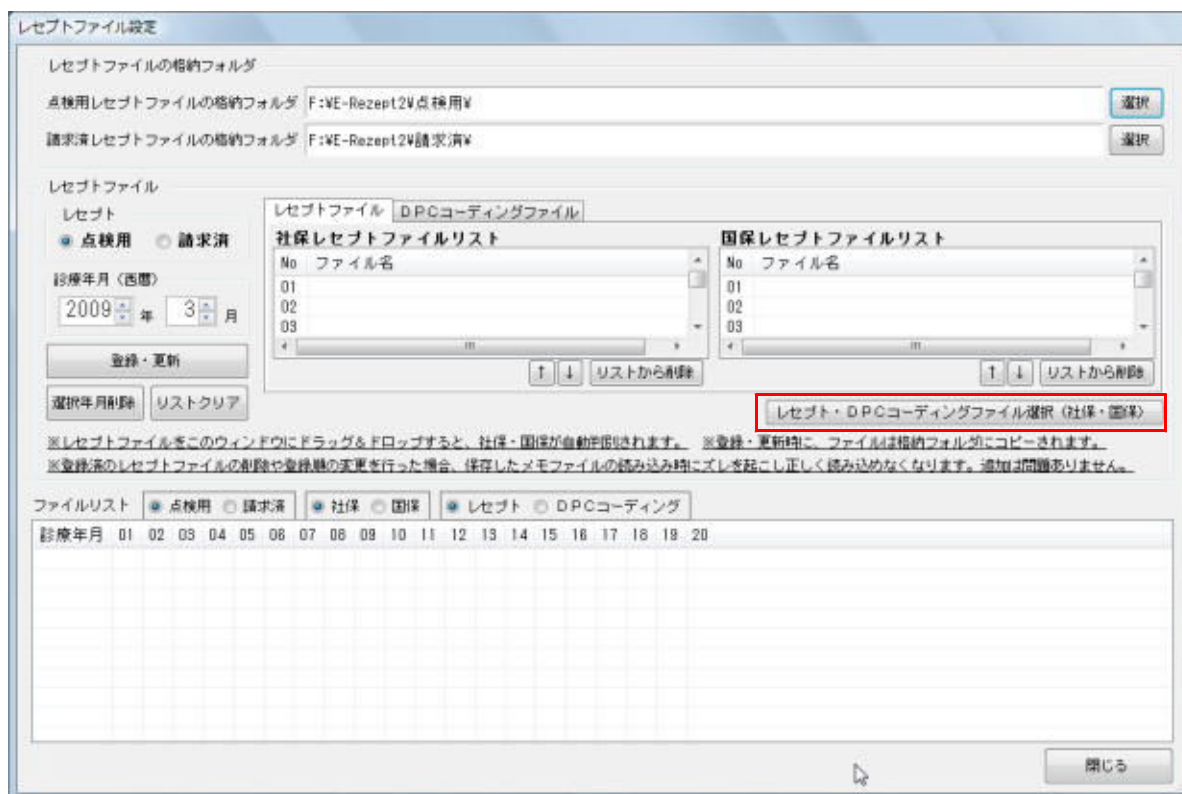 レセプトファイル設定
レセプトファイルの格納フォルダ
点検用レセプトファイルの格納フォルダ F:¥E-Rezept2¥点検用¥ 選択
請求済レセプトファイルの格納フォルダ F:¥E-Rezept2¥請求済¥ 選択
レセプトファイル
レセプト
点検用 請求済
診療年月（西暦）
2009 年 3 月
登録・更新
選択年月削除 リストクリア
レセプトファイル DPCコーディングファイル
社保レセプトファイルリスト
No ファイル名
01
02
03
↑ ↓ リストから削除
国保レセプトファイルリスト
No ファイル名
01
02
03
↑ ↓ リストから削除
レセプト・DPCコーディングファイル選択（社保・国保）
※レセプトファイルをこのウィンドウにドラッグ&ドロップすると、社保・国保が自動判別されます。 ※登録・更新時に、ファイルは格納フォルダにコピーされます。
※登録済のレセプトファイルの削除や登録順の変更を行った場合、保存したメモファイルの読み込み時にズレを起こし正しく読み込めなくなります。追加は問題ありません。
ファイルリスト 点検用 請求済 社保 国保 レセプト DPCコーディング
診療年月 01 02 03 04 05 06 07 08 09 10 11 12 13 14 15 16 17 18 19 20
閉じる